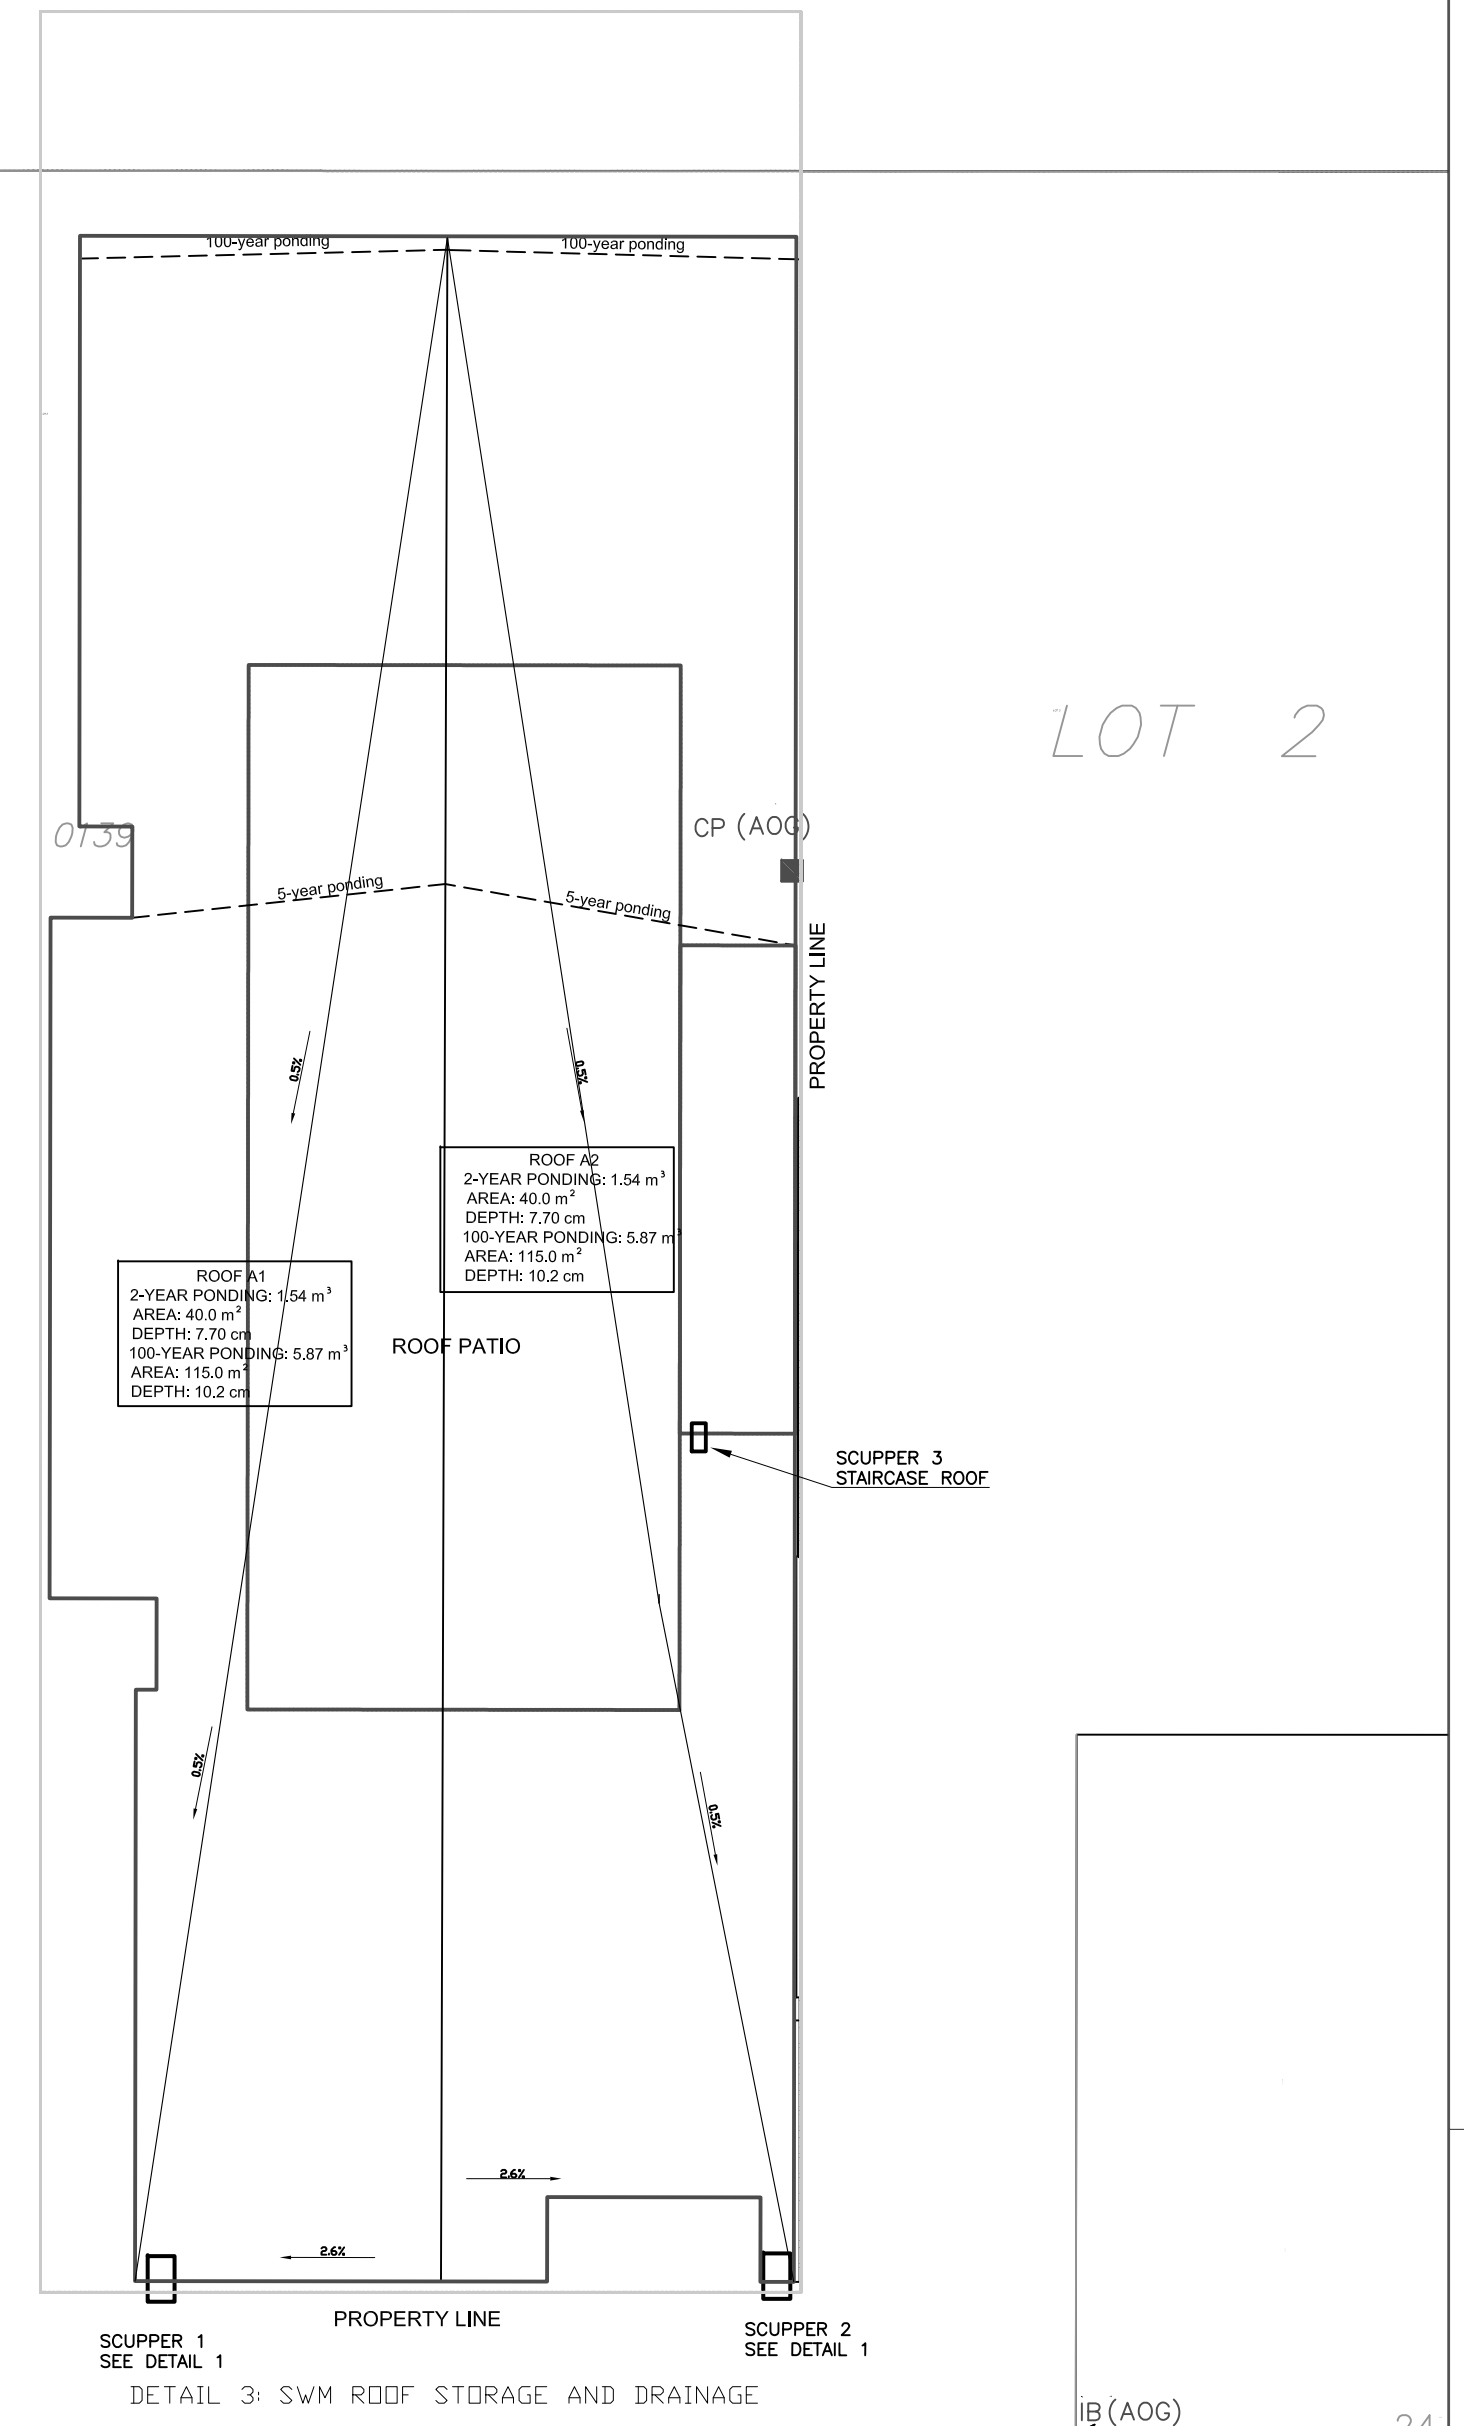 100-year ponding
100-year ponding
LOT 2
0139
CP (AOG)
5-year ponding
5-year ponding
PROPERTY LINE
0.5%
0.5%
ROOF A2
2-YEAR PONDING: 1.54 m³
AREA: 40.0 m²
DEPTH: 7.70 cm
100-YEAR PONDING: 5.87 m³
AREA: 115.0 m²
DEPTH: 10.2 cm
ROOF A1
2-YEAR PONDING: 1.54 m³
AREA: 40.0 m²
DEPTH: 7.70 cm
100-YEAR PONDING: 5.87 m³
AREA: 115.0 m²
DEPTH: 10.2 cm
ROOF PATIO
SCUPPER 3
STAIRCASE ROOF
0.5%
0.5%
2.6%
2.6%
PROPERTY LINE
SCUPPER 1
SEE DETAIL 1
SCUPPER 2
SEE DETAIL 1
DETAIL 3: SWM ROOF STORAGE AND DRAINAGE
IB (AOG)